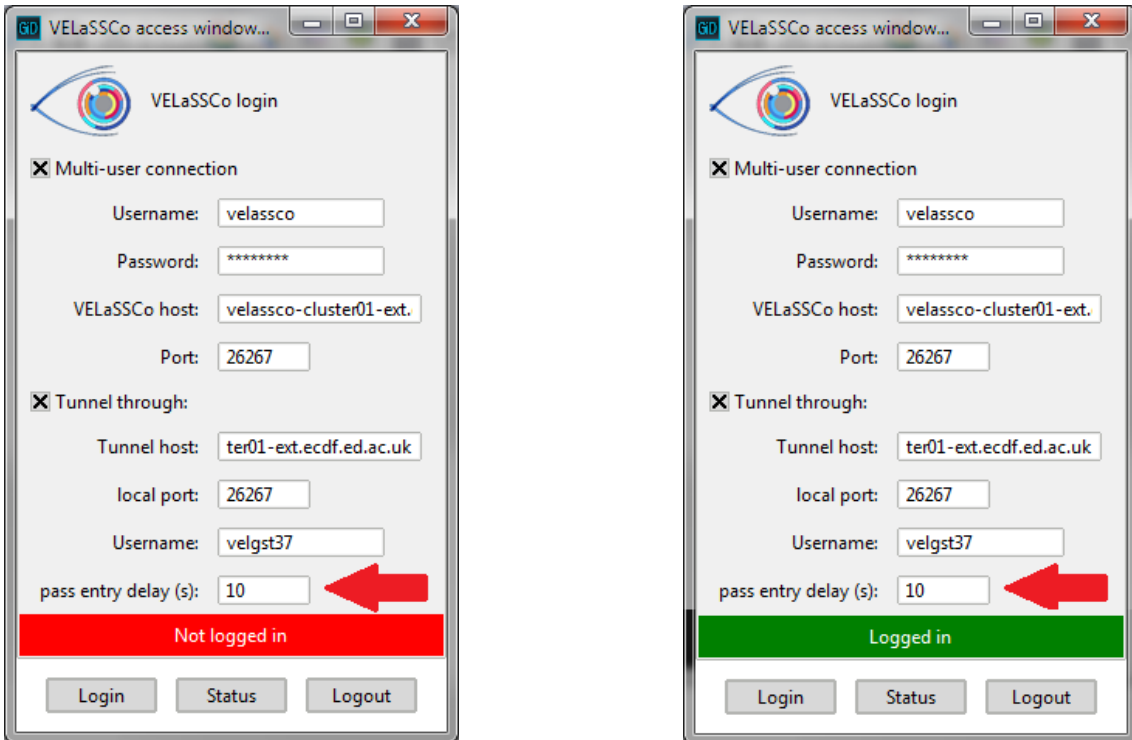 GiD VELaSSCo access window...
VELaSSCo login
Multi-user connection
Username: velassco
Password: ********
VELaSSCo host: velassco-cluster01-ext.
Port: 26267
Tunnel through:
Tunnel host: ter01-ext.ecdf.ed.ac.uk
local port: 26267
Username: velgst37
pass entry delay (s): 10
Not logged in
Login Status Logout
GiD VELaSSCo access window...
VELaSSCo login
Multi-user connection
Username: velassco
Password: ********
VELaSSCo host: velassco-cluster01-ext.
Port: 26267
Tunnel through:
Tunnel host: ter01-ext.ecdf.ed.ac.uk
local port: 26267
Username: velgst37
pass entry delay (s): 10
Logged in
Login Status Logout